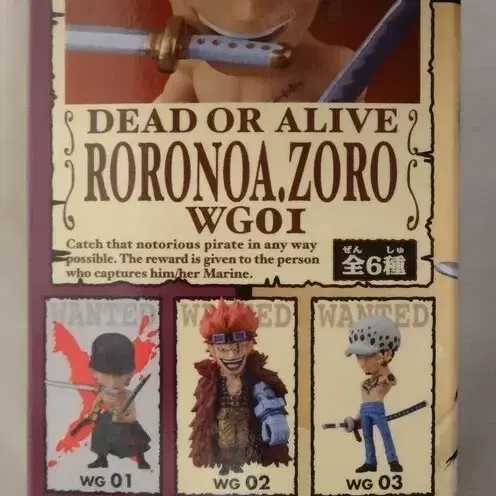 DEAD OR ALIVE
RORONOA.ZORO
WG01
Catch that notorious pirate in any way
possible. The reward is given to the person
who captures him/her Marine.
ぜん しゅ
全6種
WANTED WANTED WANTED
WG 01 WG 02 WG 03